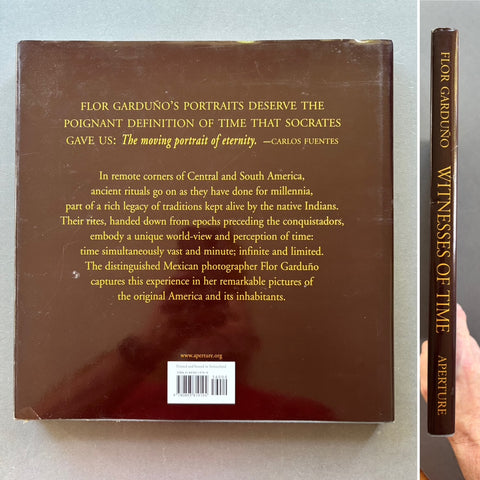 FLOR GARDUÑO'S PORTRAITS DESERVE THE
POIGNANT DEFINITION OF TIME THAT SOCRATES
GAVE US: The moving portrait of eternity. —CARLOS FUENTES
In remote corners of Central and South America,
ancient rituals go on as they have done for millennia,
part of a rich legacy of traditions kept alive by the native Indians.
Their rites, handed down from epochs preceding the conquistadors,
embody a unique world-view and perception of time:
time simultaneously vast and minute; infinite and limited.
The distinguished Mexican photographer Flor Garduño
captures this experience in her remarkable pictures of
the original America and its inhabitants.
www.aperture.org
Printed and bound in Switzerland
FLOR GARDUÑO
WITNESSES OF TIME
APERTURE